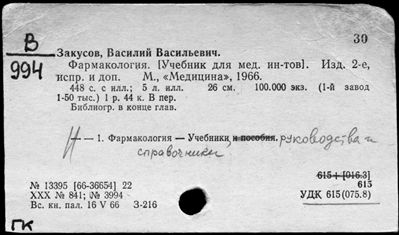 В
994
30
Закусов, Василий Васильевич.
Фармакология. [Учебник для мед. ин-тов]. Изд. 2-е,
испр. и доп. М., «Медицина», 1966.
448 с. с илл.; 5 л. илл. 26 см. 100.000 экз. (1-й завод
1-50 тыс.) 1 р. 44 к. В пер.
Библиогр. в конце глав.
— 1. Фармакология — Учебники, и пособия. руководства и
справочники
615+[016.3]
615
№ 13395 [66-36654] 22
XXX № 841; № 3994
УДК 615(075.8)
Вс. кн. пал. 16 V 66 З-216
ГК